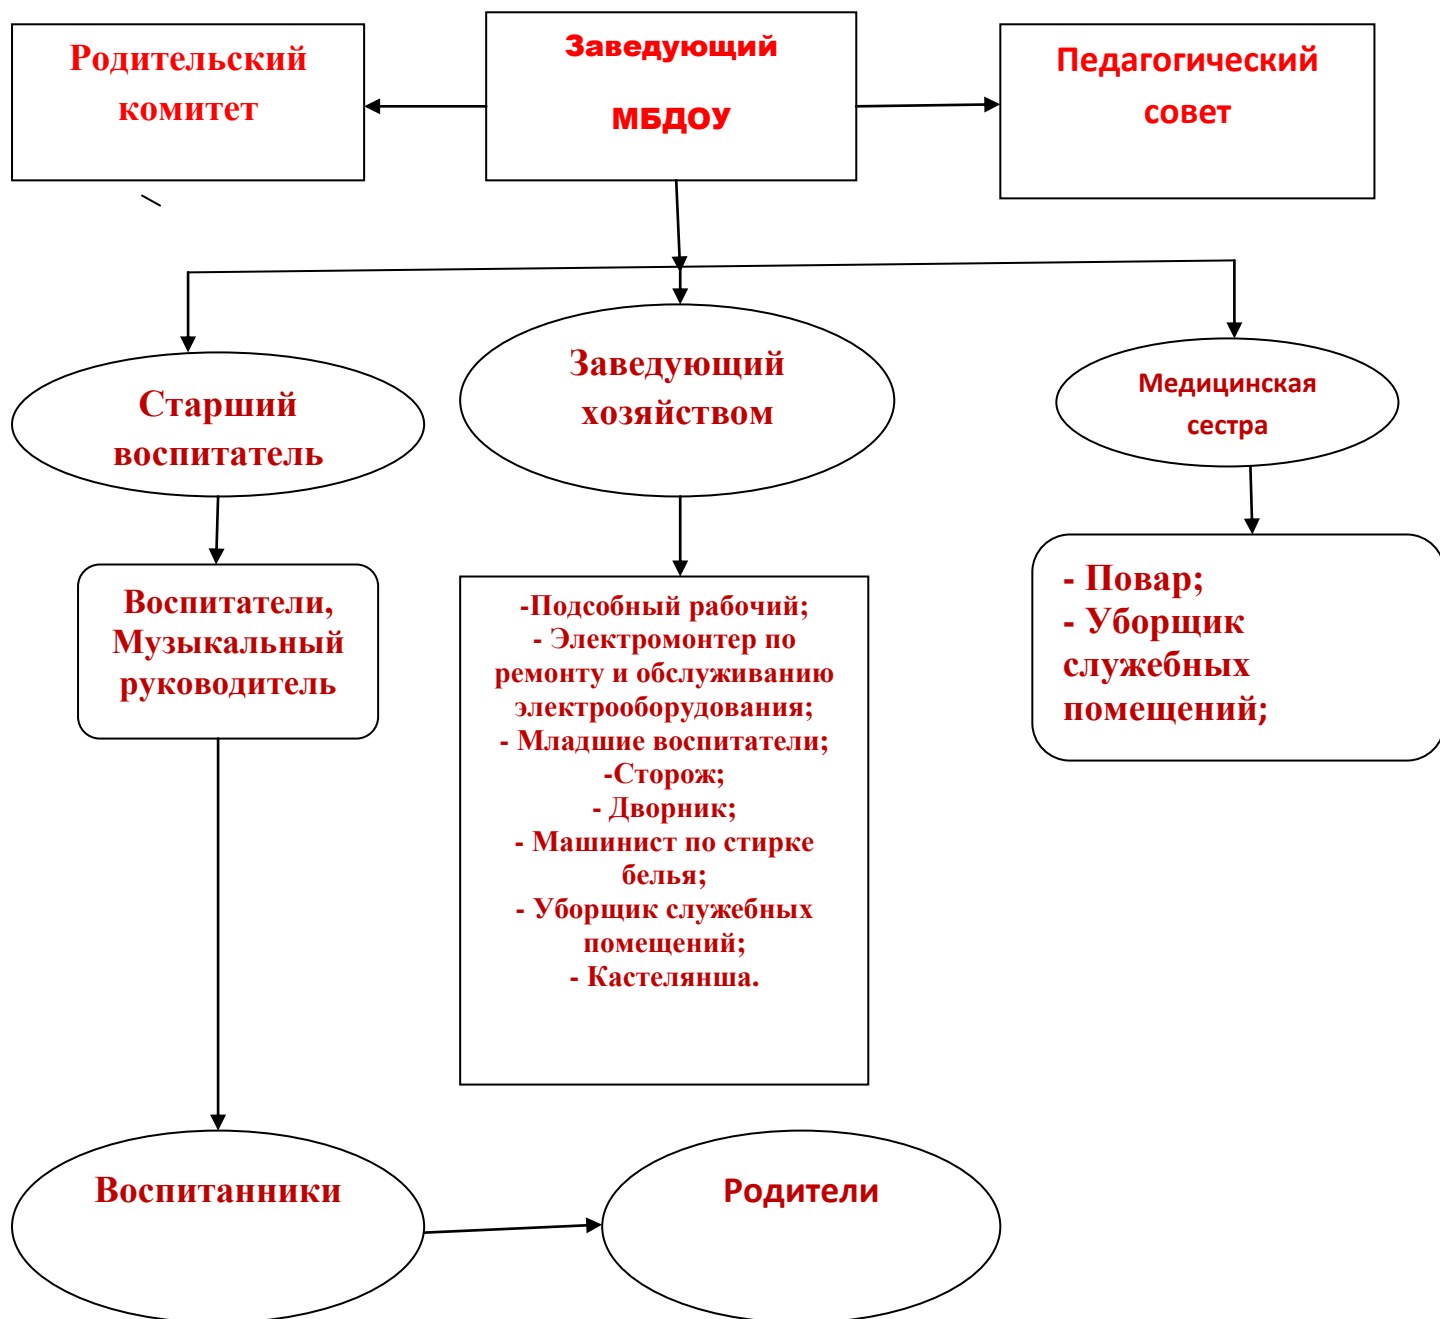 Родительский
комитет
Заведующий
МБДОУ
Педагогический
совет
Старший
воспитатель
Заведующий
хозяйством
Медицинская
сестра
Воспитатели,
Музыкальный
руководитель
-Подсобный рабочий;
- Электромонтер по
ремонту и обслуживанию
электрооборудования;
- Младшие воспитатели;
-Сторож;
- Дворник;
- Машинист по стирке
белья;
- Уборщик служебных
помещений;
- Кастелянша.
- Повар;
- Уборщик
служебных
помещений;
Воспитанники
Родители